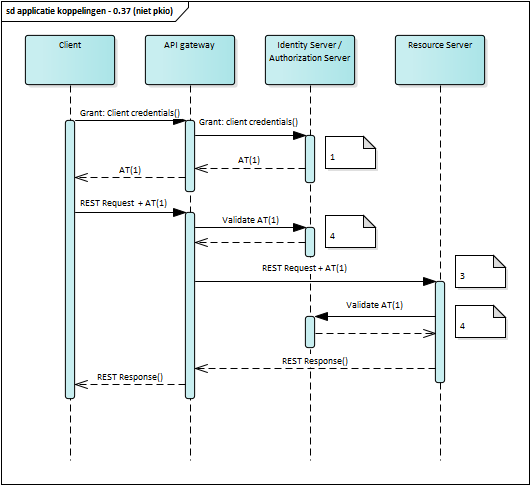 sd applicatie koppelingen - 0.37 (niet pkio)
Client
API gateway
Identity Server /
Authorization Server
Resource Server
Grant: Client credentials()
Grant: client credentials()
AT(1)
1
AT(1)
REST Request + AT(1)
Validate AT(1)
4
REST Request + AT(1)
3
Validate AT(1)
4
REST Response()
REST Response()